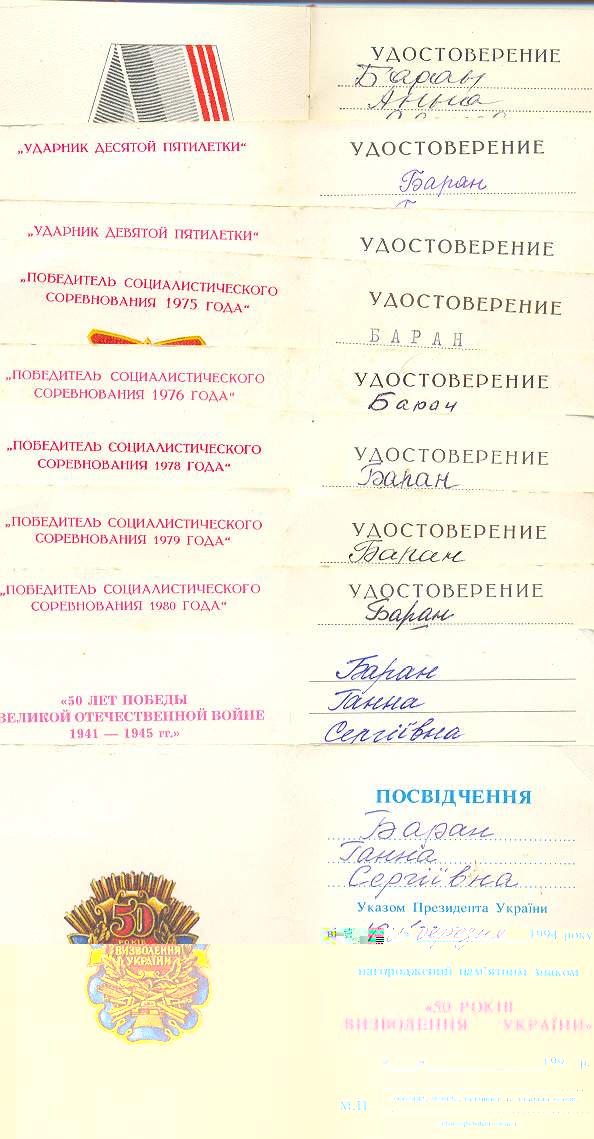 УДОСТОВЕРЕНИЕ
Баран
Анна
„УДАРНИК ДЕСЯТОЙ ПЯТИЛЕТКИ“
УДОСТОВЕРЕНИЕ
Баран
„УДАРНИК ДЕВЯТОЙ ПЯТИЛЕТКИ“
УДОСТОВЕРЕНИЕ
„ПОБЕДИТЕЛЬ СОЦИАЛИСТИЧЕСКОГО
СОРЕВНОВАНИЯ 1975 ГОДА“
УДОСТОВЕРЕНИЕ
БАРАН
„ПОБЕДИТЕЛЬ СОЦИАЛИСТИЧЕСКОГО
СОРЕВНОВАНИЯ 1976 ГОДА“
УДОСТОВЕРЕНИЕ
Баран
„ПОБЕДИТЕЛЬ СОЦИАЛИСТИЧЕСКОГО
СОРЕВНОВАНИЯ 1978 ГОДА“
УДОСТОВЕРЕНИЕ
Баран
„ПОБЕДИТЕЛЬ СОЦИАЛИСТИЧЕСКОГО
СОРЕВНОВАНИЯ 1979 ГОДА“
УДОСТОВЕРЕНИЕ
Баран
„ПОБЕДИТЕЛЬ СОЦИАЛИСТИЧЕСКОГО
СОРЕВНОВАНИЯ 1980 ГОДА“
УДОСТОВЕРЕНИЕ
Баран
«50 ЛЕТ ПОБЕДЫ
ВЕЛИКОЙ ОТЕЧЕСТВЕННОЙ ВОЙНЕ
1941 — 1945 гг.»
Баран
Ганна
Сергіївна
50
РОКІВ
ВИЗВОЛЕННЯ
УКРАЇНИ
ПОСВІДЧЕННЯ
Баран
Ганна
Сергіївна
Указом Президента України
1994 року
нагороджений пам'ятним знаком
«50 РОКІВ
ВИЗВОЛЕННЯ УКРАЇНИ»
199 р.
М.П